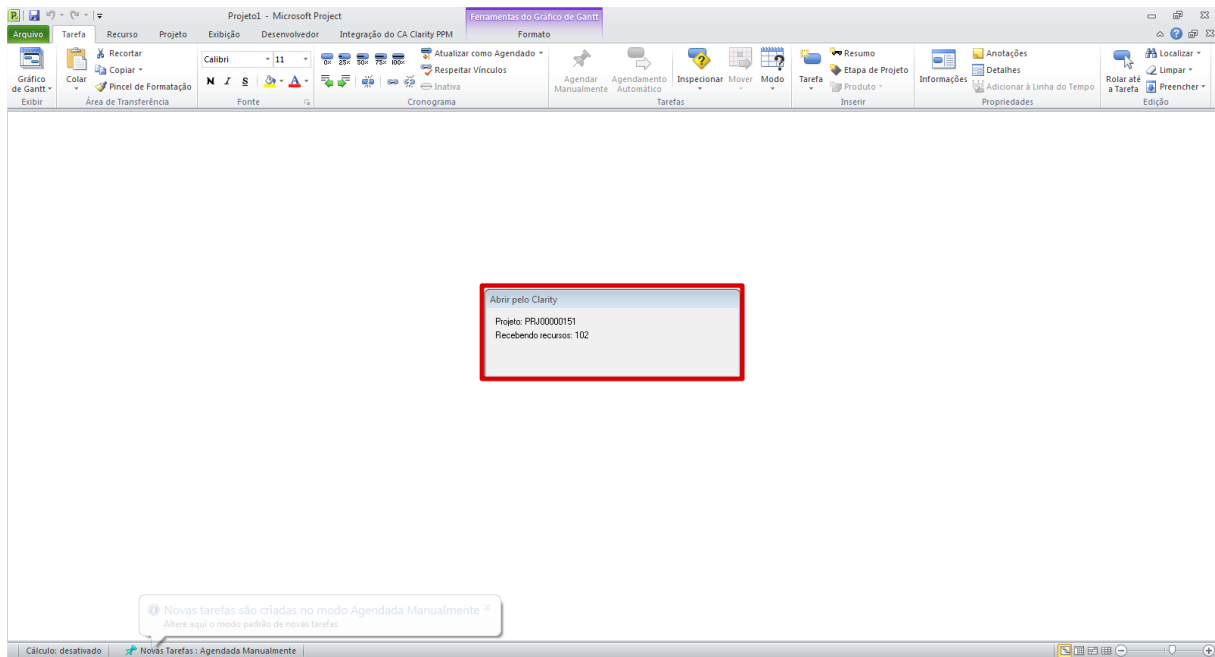 Projeto1 - Microsoft Project
Ferramentas do Gráfico de Gantt
Arquivo Tarefa Recurso Projeto Exibição Desenvolvedor Integração do CA Clarity PPM Formato
Gráfico de Gantt
Exibir
Colar
Recortar
Copiar
Pincel de Formatação
Área de Transferência
Calibri 11
N I S A
Fonte
0x 25x 50x 75x 100x
Atualizar como Agendado
Respeitar Vínculos
Inativa
Cronograma
Agendar Manualmente
Agendamento Automático
Inspecionar
Mover
Modo
Tarefas
Tarefa
Resumo
Etapa de Projeto
Produto
Inserir
Informações
Anotações
Detalhes
Adicionar à Linha do Tempo
Propriedades
Rolar até a Tarefa
Localizar
Limpar
Preencher
Edição
Abrir pelo Clarity
Projeto: PRJ00000151
Recebendo recursos: 102
Novas tarefas são criadas no modo Agendada Manualmente
Altere aqui o modo padrão de novas tarefas
Cálculo: desativado
Novas Tarefas : Agendada Manualmente